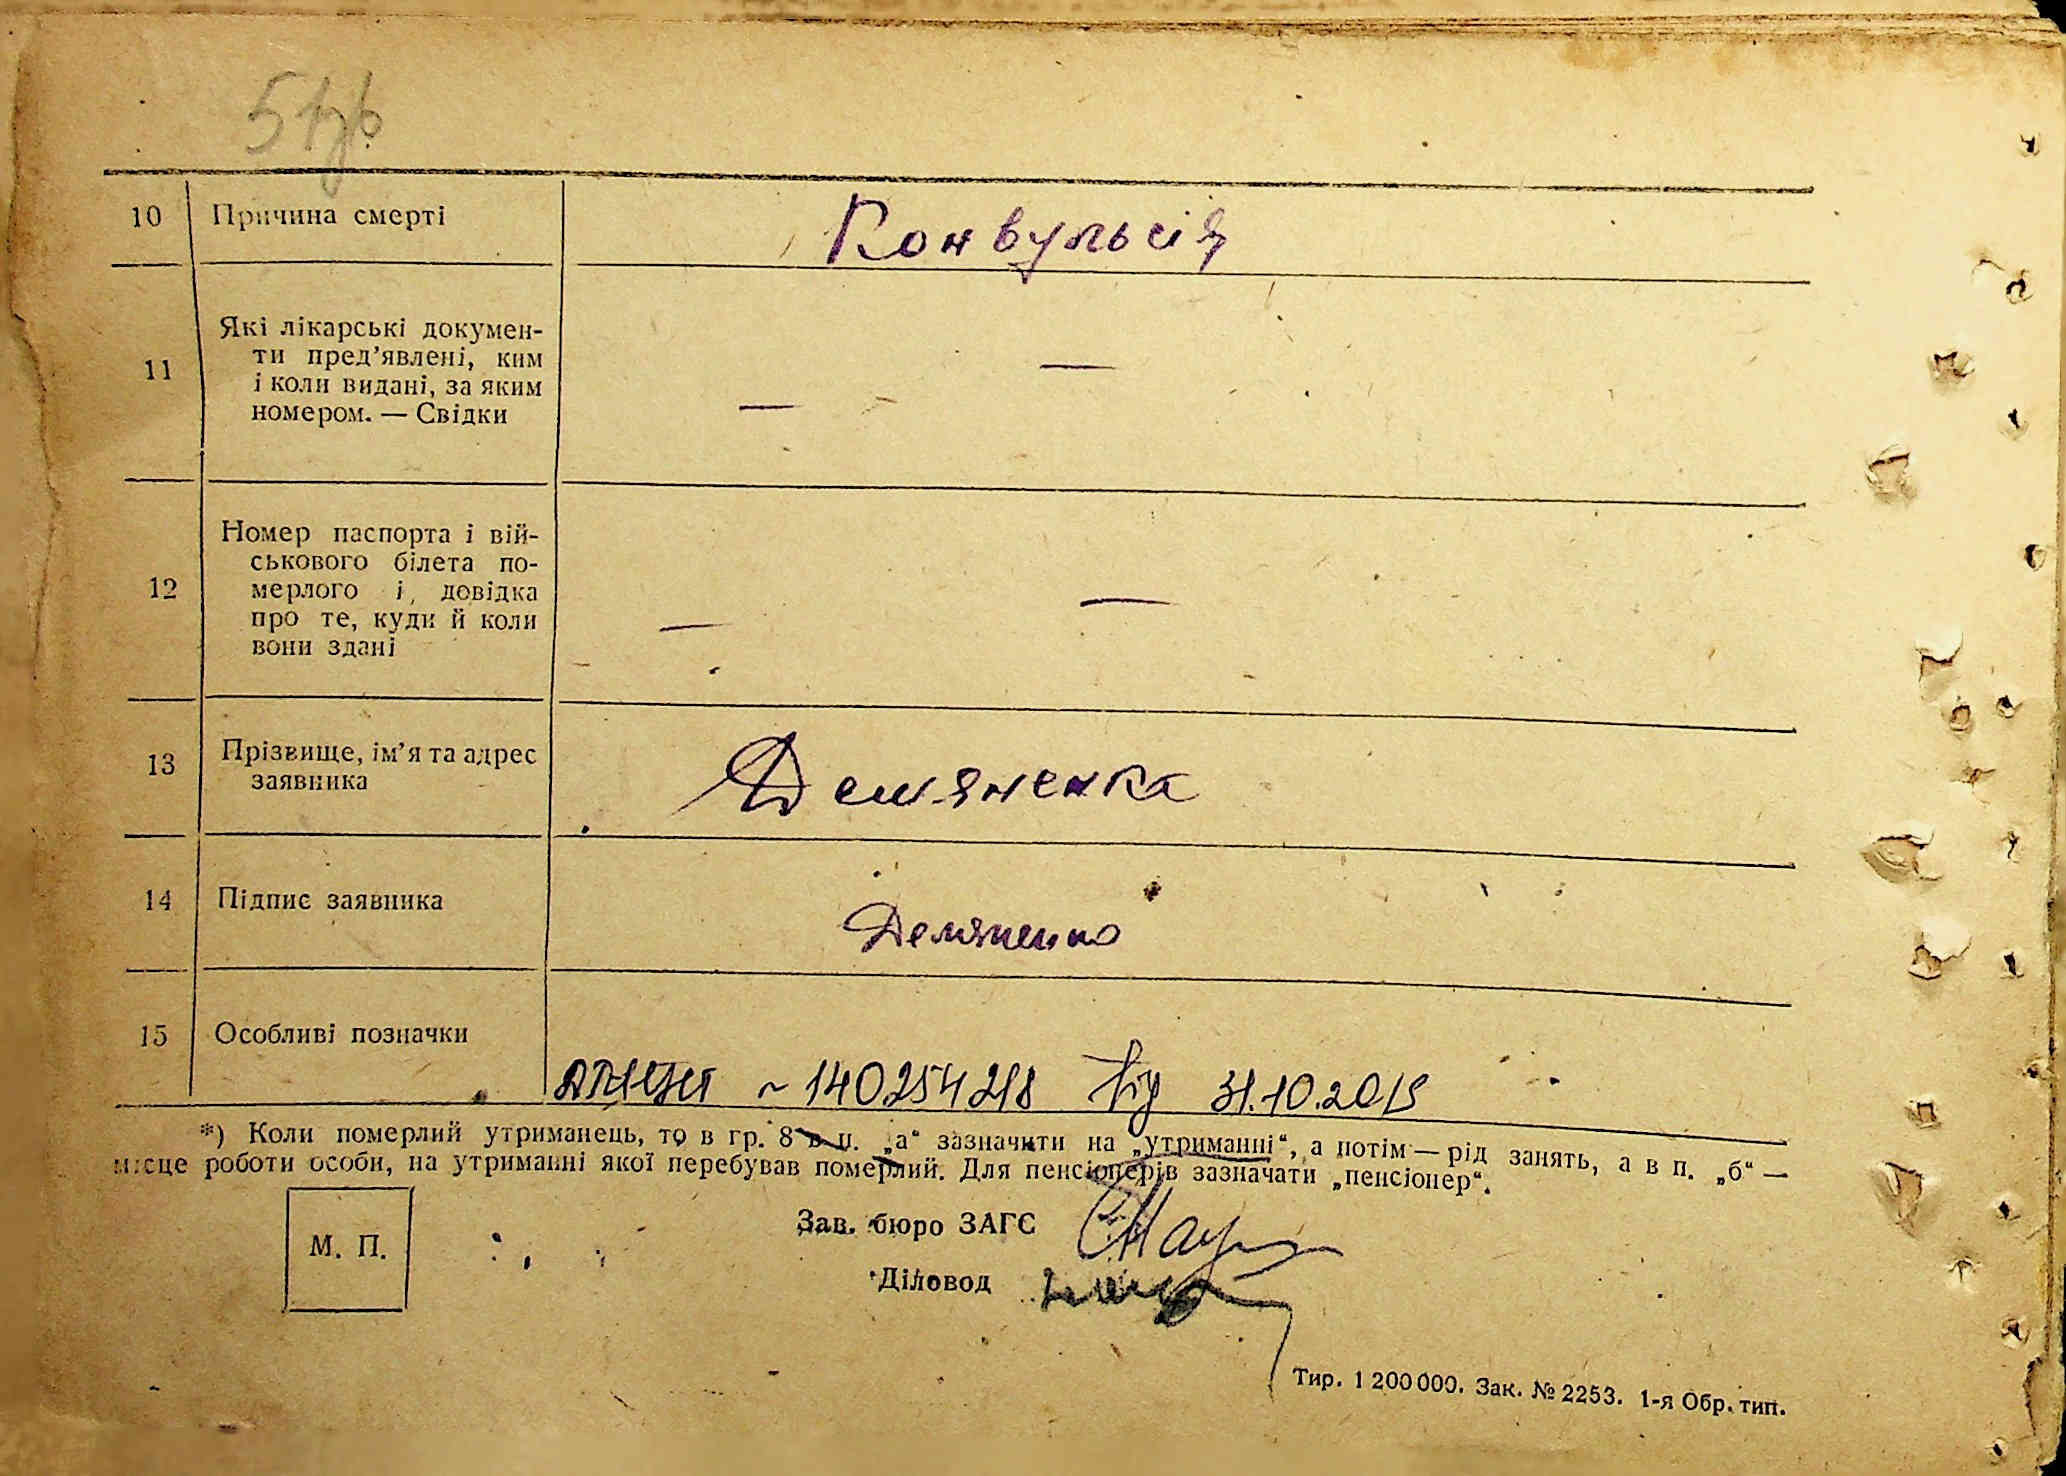 10 Причина смерті Конвульсія
11 Які лікарські докумен-
ти пред’явлені, ким
і коли видані, за яким
номером. — Свідки
— —
12 Номер паспорта і вій-
ськового білета по-
мерлого і, довідка
про те, куди й коли
вони здані
— —
13 Прізвище, ім’я та адрес
заявника
Демяненка
14 Підпис заявника Демяненко
15 Особливі позначки
~ 140254218 від 31.10.2019
*) Коли померлий утриманець, то в гр. 8 в п. „а“ зазначити на „утриманні“, а потім — рід занять, а в п. „б“ —
місце роботи особи, на утриманні якої перебував померлий. Для пенсіонерів зазначати „пенсіонер“.
М. П.
Зав. бюро ЗАГС
Діловод
Тир. 1 200 000. Зак. № 2253. 1-я Обр. тип.